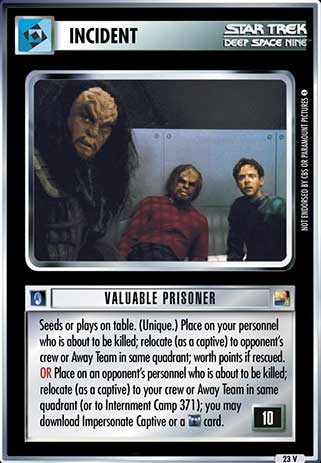 INCIDENT
STAR TREK
DEEP SPACE NINE
NOT ENDORSED BY CBS OR PARAMOUNT PICTURES
VALUABLE PRISONER
Seeds or plays on table. (Unique.) Place on your personnel
who is about to be killed; relocate (as a captive) to opponent's
crew or Away Team in same quadrant; worth points if rescued.
OR Place on an opponent's personnel who is about to be killed;
relocate (as a captive) to your crew or Away Team in same
quadrant (or to Internment Camp 371); you may
download Impersonate Captive or a card.
10
23 V